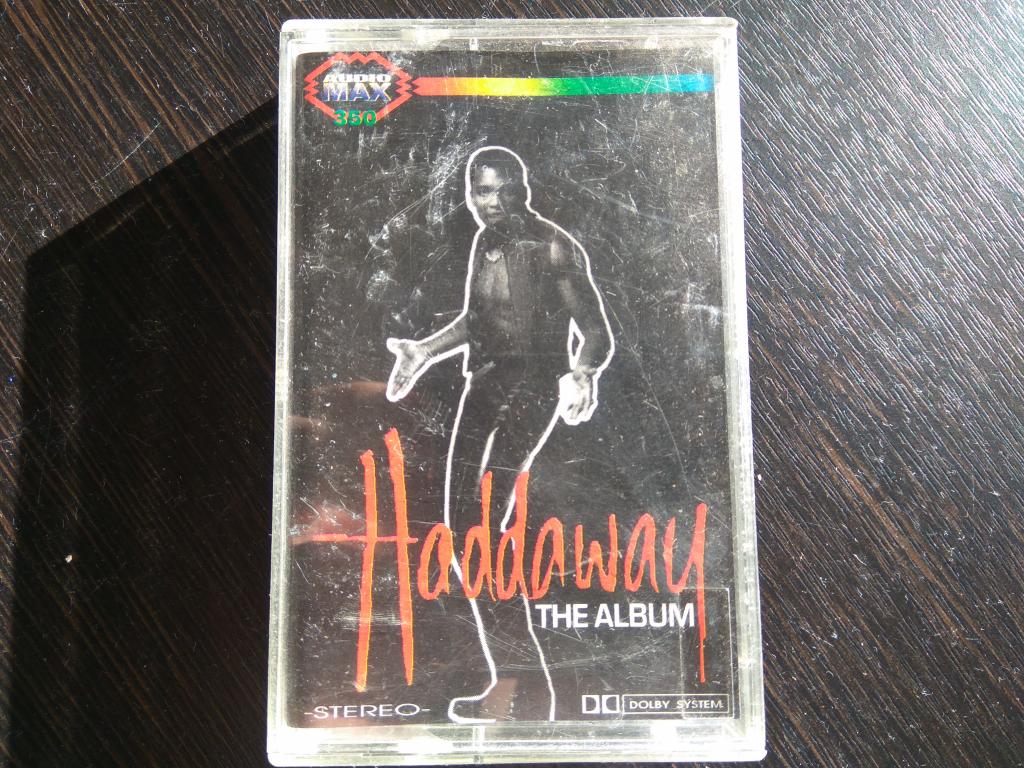 AUDIO
MAX
350
Haddaway
THE ALBUM
-STEREO-
DOLBY SYSTEM